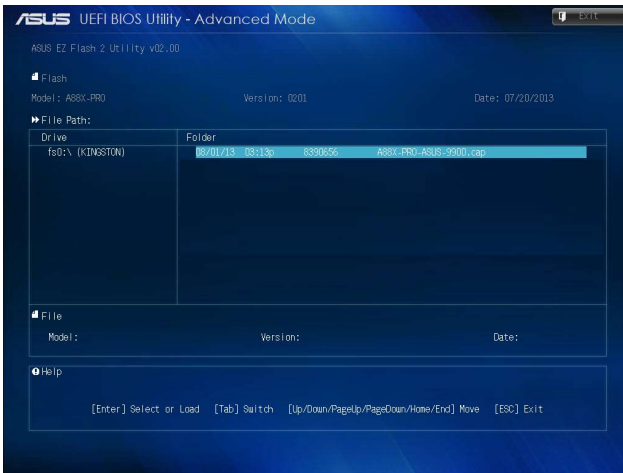 ASUS UEFI BIOS Utility - Advanced Mode
Exit
ASUS EZ Flash 2 Utility v02.00
Flash
Model: A88X-PRO Version: 0201 Date: 07/20/2013
File Path:
Drive Folder
fs0:\ (KINGSTON) 08/01/13 03:13p 8390656 A88X-PRO-ASUS-9900.cap
File
Model: Version: Date:
Help
[Enter] Select or Load [Tab] Switch [Up/Down/PageUp/PageDown/Home/End] Move [ESC] Exit